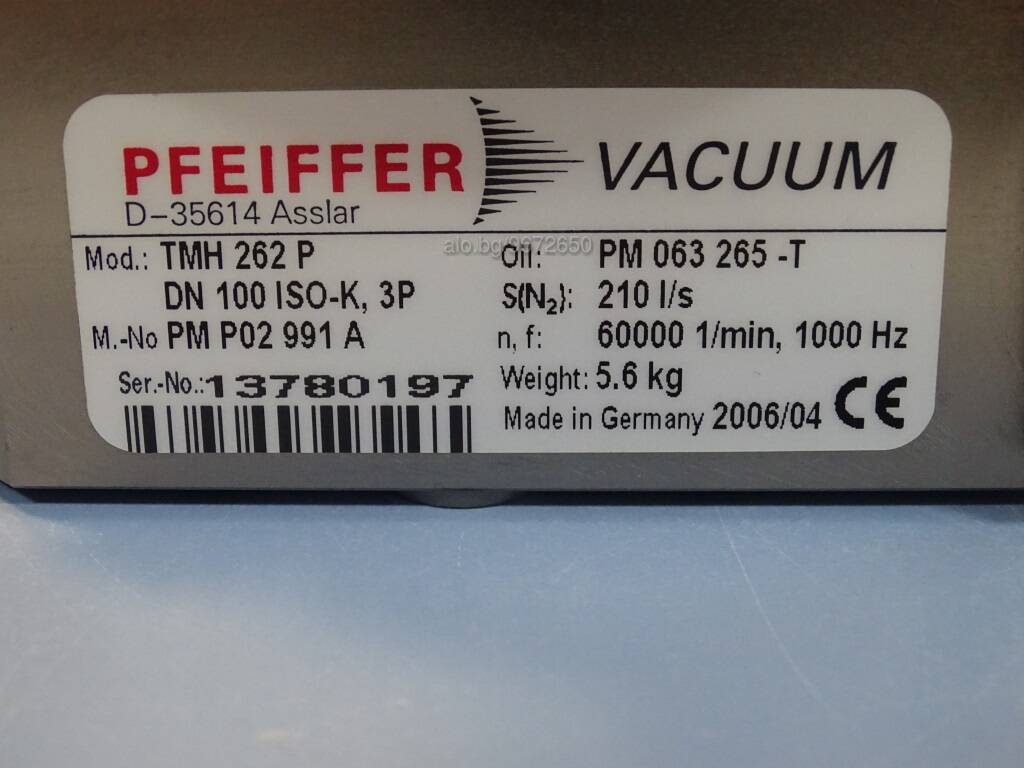 PFEIFFER VACUUM
D-35614 Asslar
alo.bg/9672650
Mod.: TMH 262 P
DN 100 ISO-K, 3P
M.-No PM P02 991 A
Ser.-No.: 13780197
Oil: PM 063 265 -T
S(N₂): 210 l/s
n, f: 60000 1/min, 1000 Hz
Weight: 5.6 kg
Made in Germany 2006/04 CE